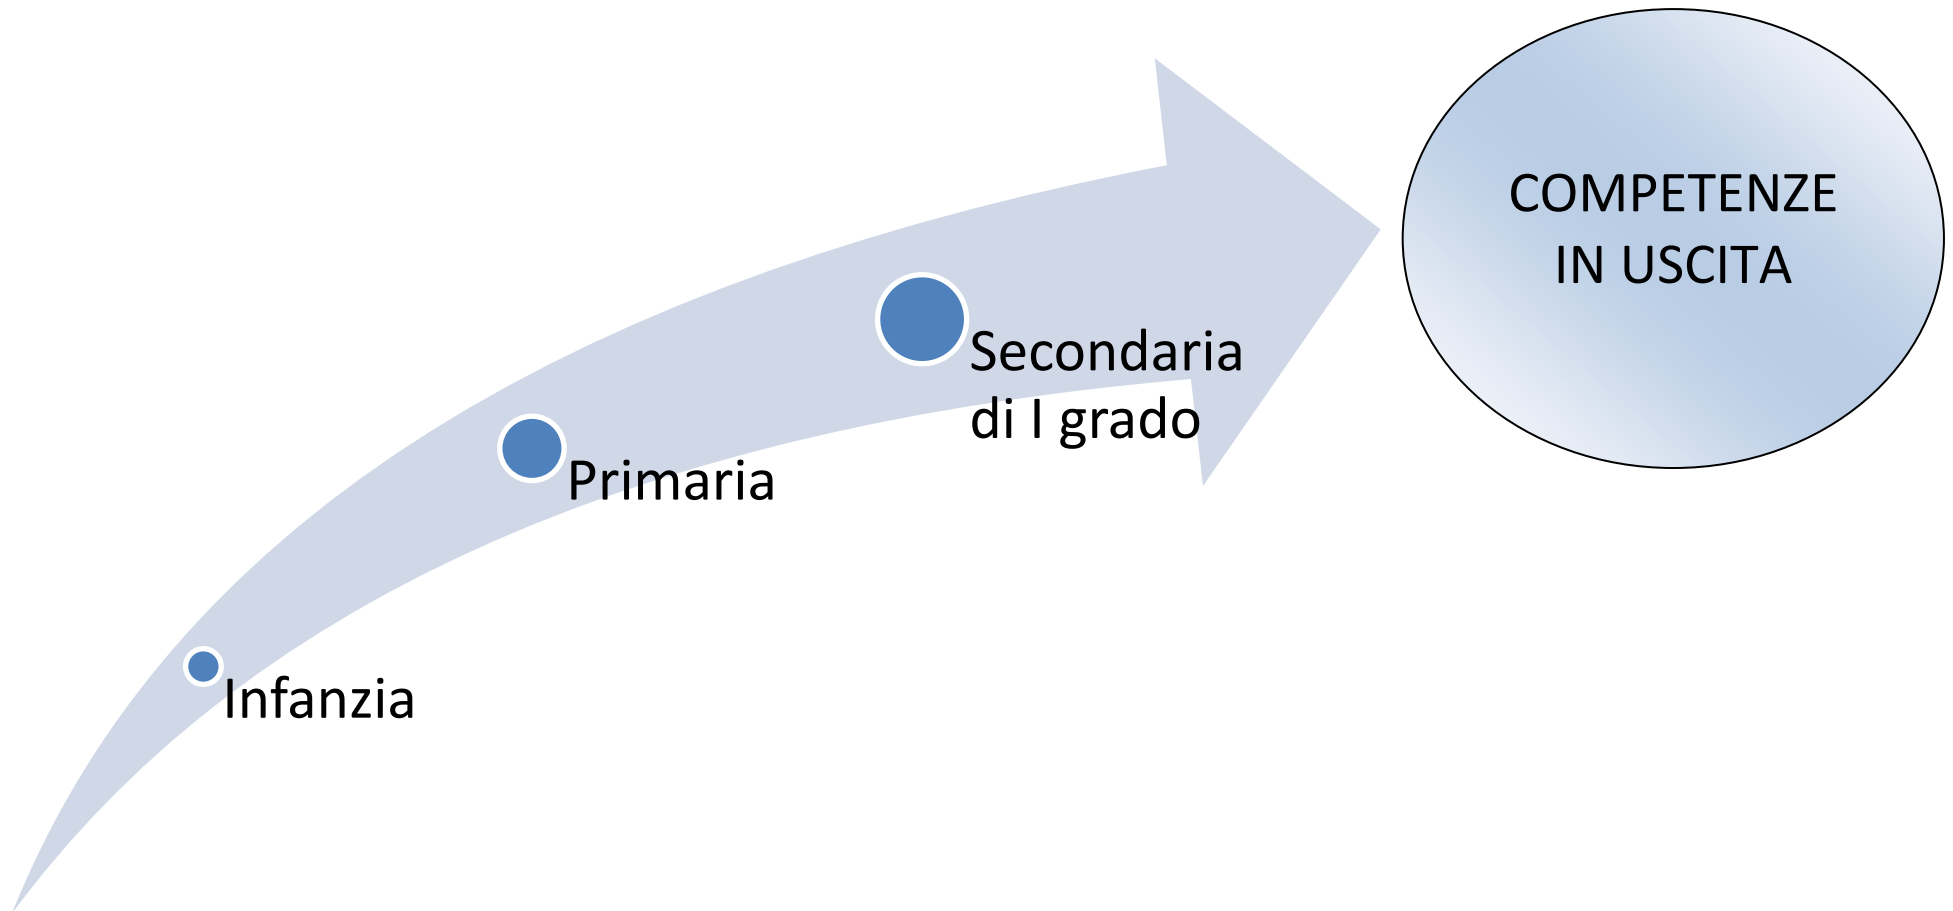 COMPETENZE
IN USCITA
Secondaria
di I grado
Primaria
Infanzia